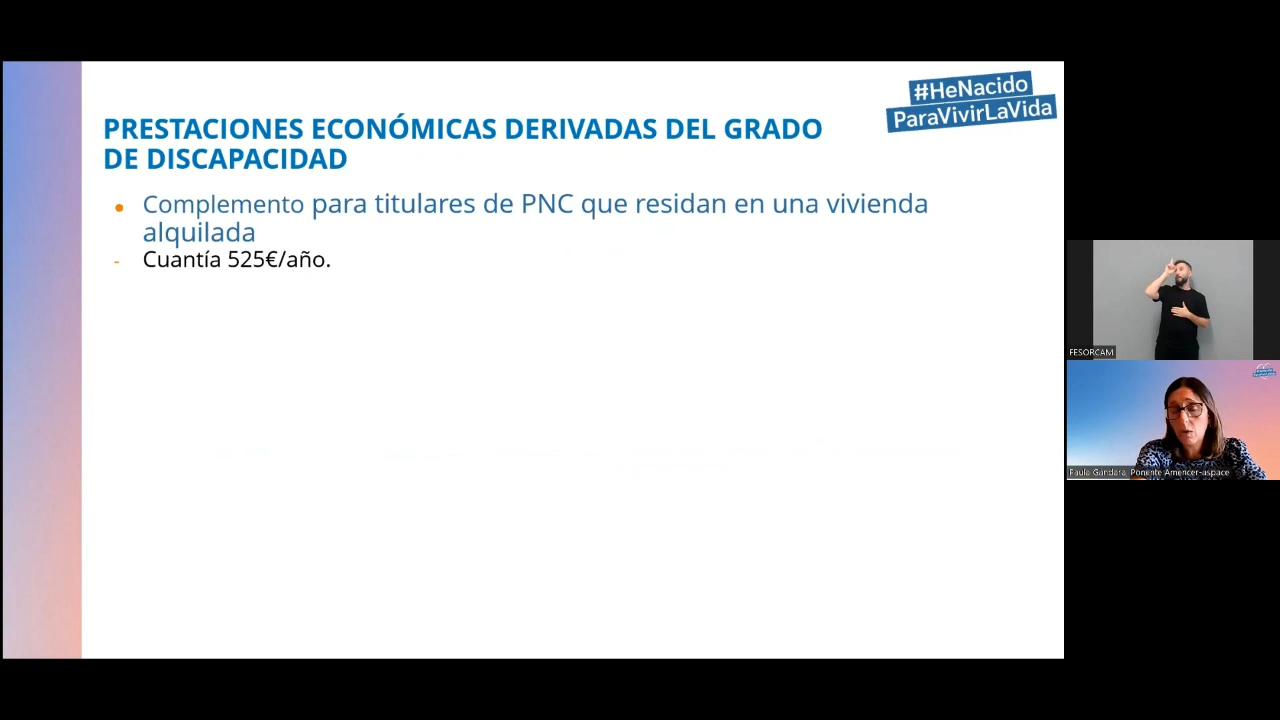 #HeNacido
ParaVivirLaVida
PRESTACIONES ECONÓMICAS DERIVADAS DEL GRADO
DE DISCAPACIDAD
● Complemento para titulares de PNC que residan en una vivienda
alquilada
- Cuantía 525€/año.
FESORCAM
Paula Gándara, Ponente Amencer-aspace